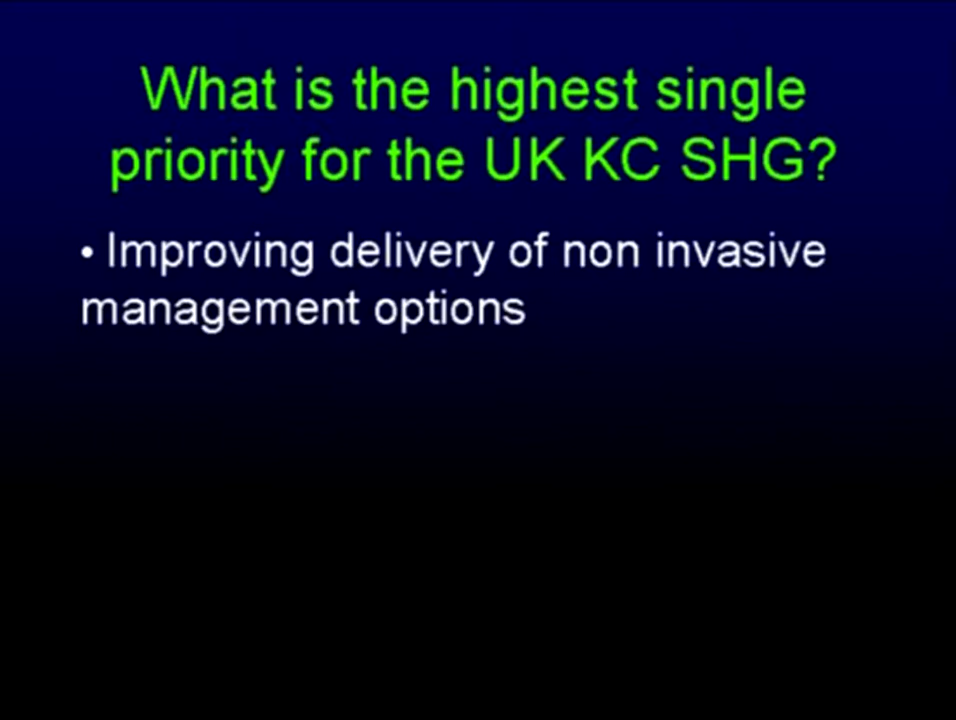 What is the highest single
priority for the UK KC SHG?
• Improving delivery of non invasive
management options